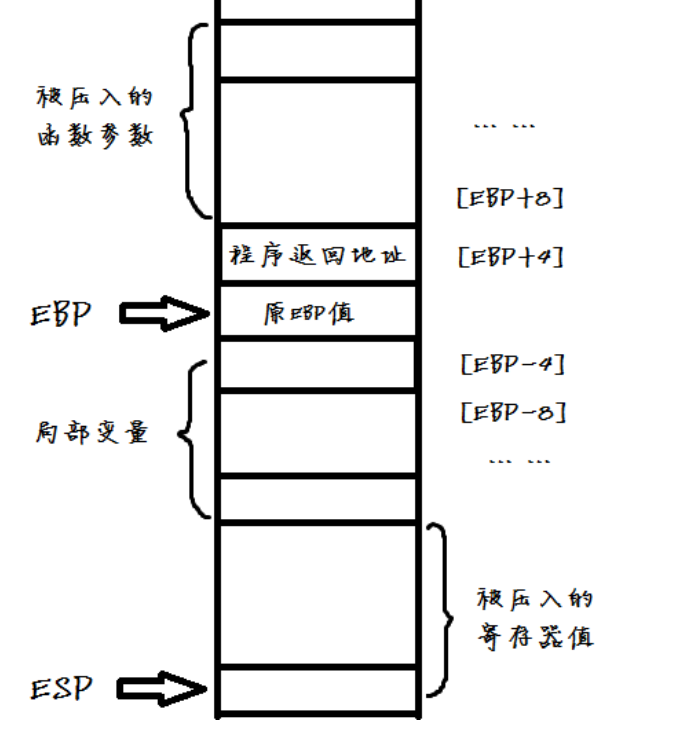 被压入的
函数参数
... ...
[EBP+8]
程序返回地址
[EBP+4]
EBP
原EBP值
[EBP-4]
局部变量
[EBP-8]
... ...
被压入的
寄存器值
ESP